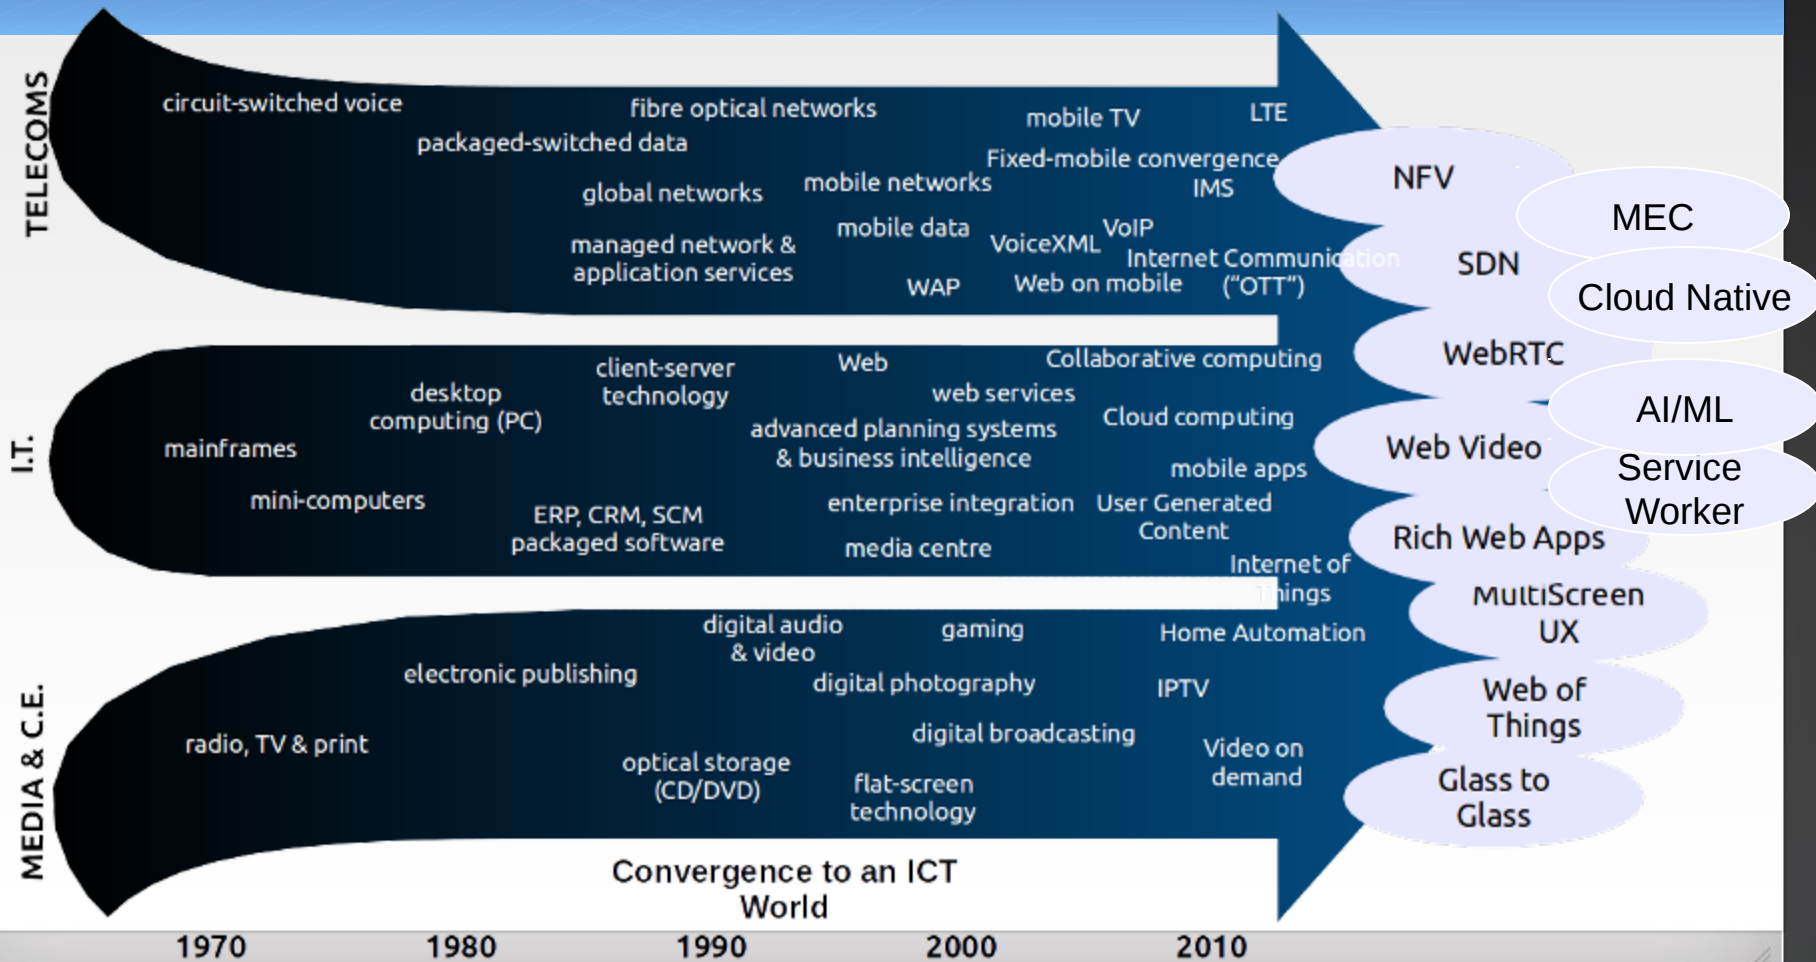 TELECOMS
circuit-switched voice
packaged-switched data
fibre optical networks
global networks
managed network &
application services
mobile networks
mobile data
WAP
mobile TV
LTE
Fixed-mobile convergence
IMS
VoiceXML
VoIP
Internet Communication
("OTT")
Web on mobile
I.T.
mainframes
mini-computers
desktop
computing (PC)
client-server
technology
ERP, CRM, SCM
packaged software
Web
web services
advanced planning systems
& business intelligence
enterprise integration
media centre
Collaborative computing
Cloud computing
mobile apps
User Generated
Content
Internet of
Things
MEDIA & C.E.
radio, TV & print
electronic publishing
digital audio
& video
optical storage
(CD/DVD)
gaming
digital photography
digital broadcasting
flat-screen
technology
Home Automation
IPTV
Video on
demand
NFV
MEC
SDN
Cloud Native
WebRTC
AI/ML
Web Video
Service
Worker
Rich Web Apps
MultiScreen
UX
Web of
Things
Glass to
Glass
Convergence to an ICT
World
1970 1980 1990 2000 2010